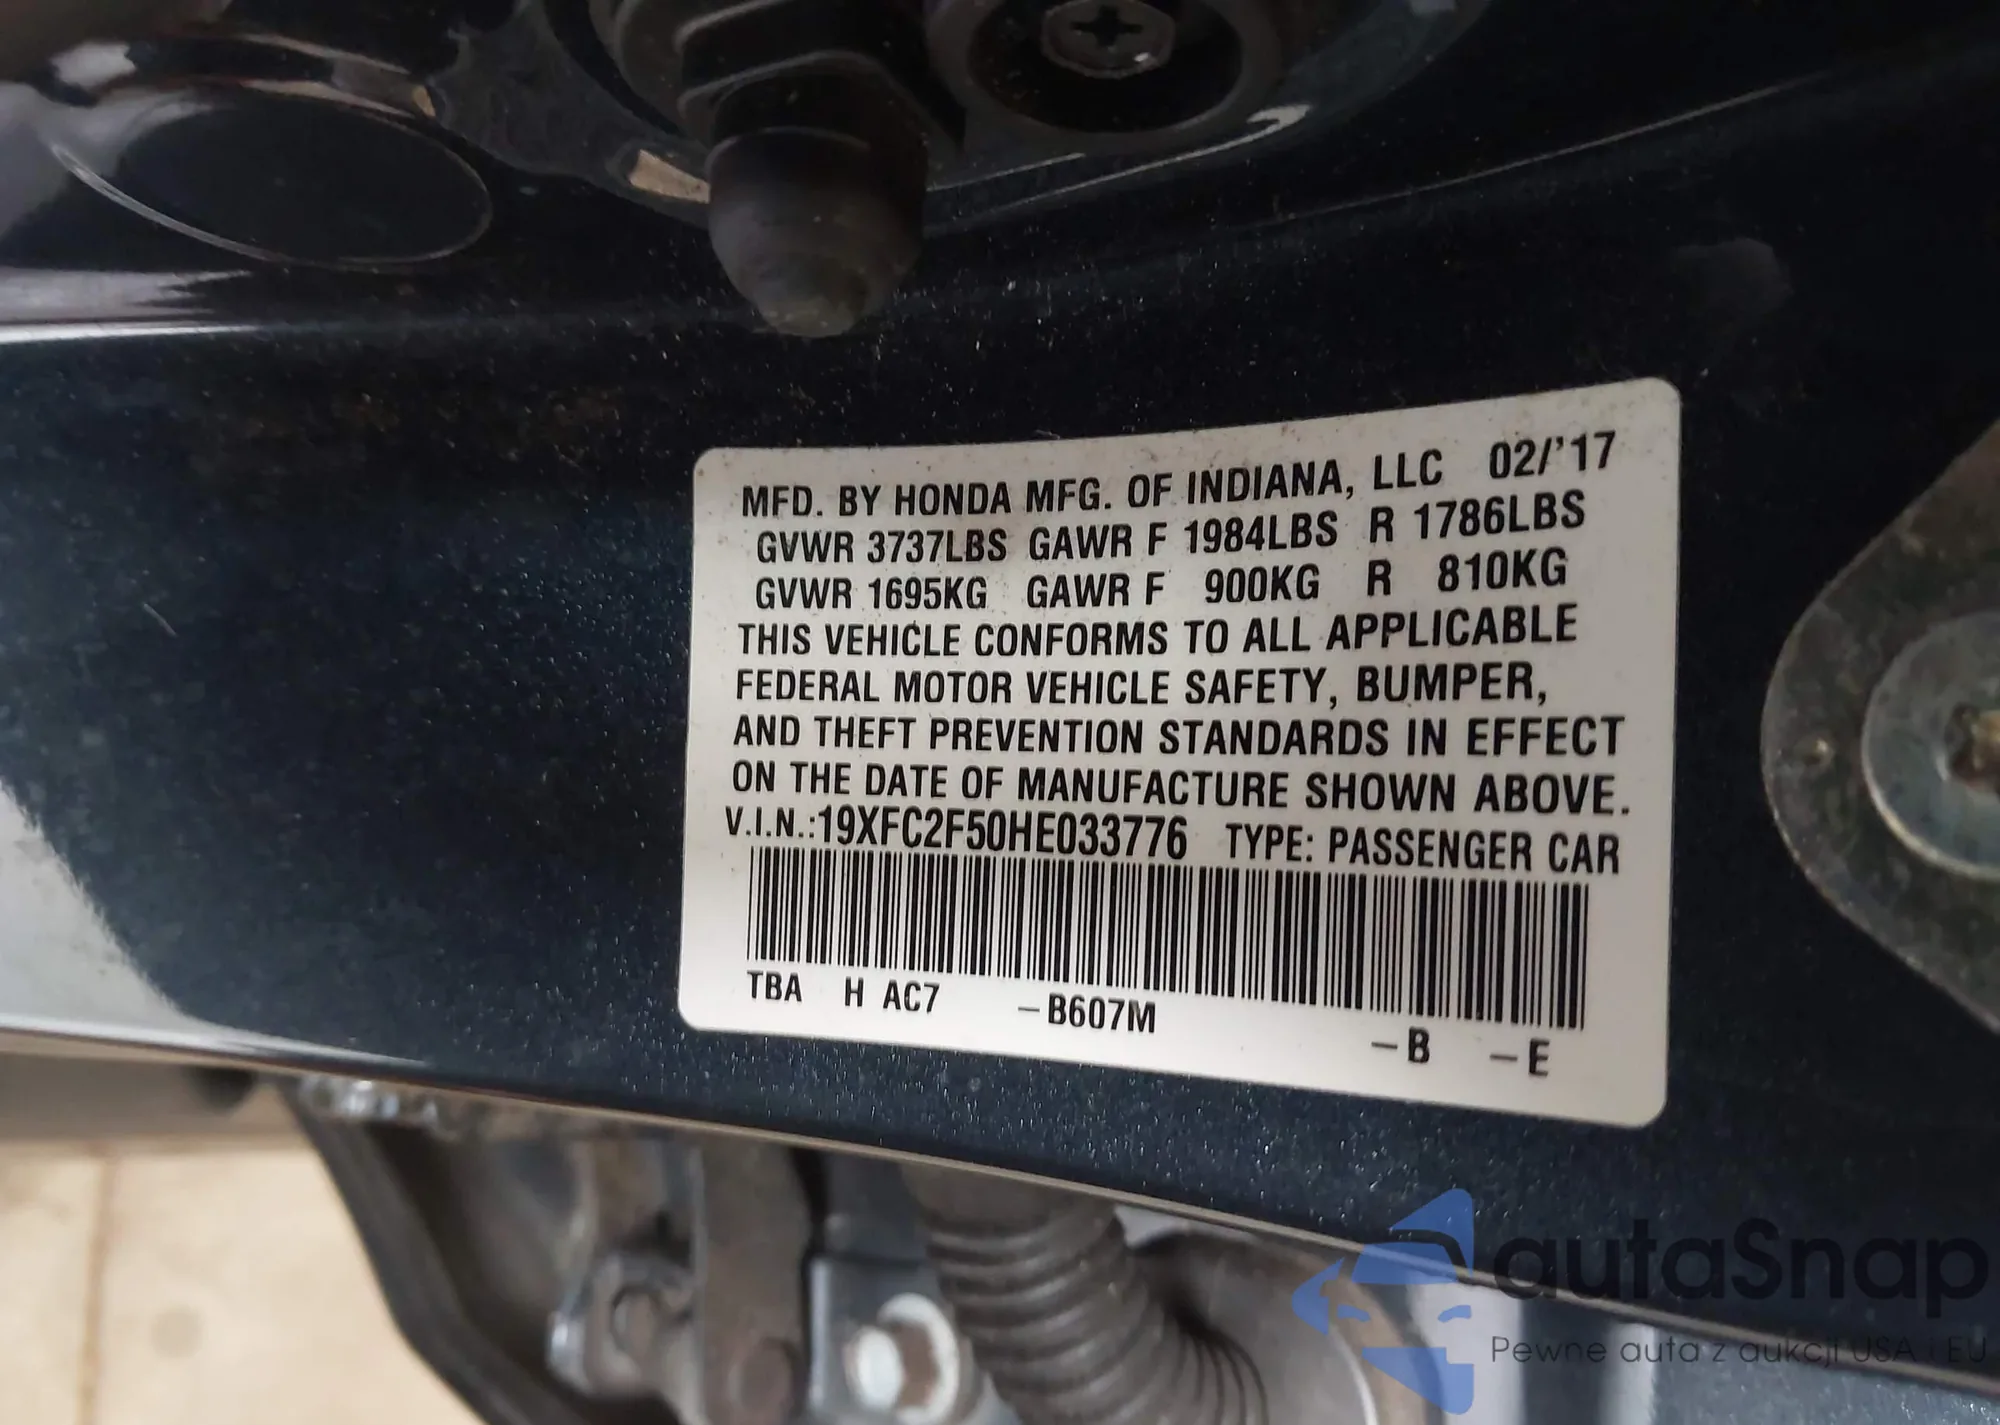 MFD. BY HONDA MFG. OF INDIANA, LLC 02/'17
GVWR 3737LBS GAWR F 1984LBS R 1786LBS
GVWR 1695KG GAWR F 900KG R 810KG
THIS VEHICLE CONFORMS TO ALL APPLICABLE
FEDERAL MOTOR VEHICLE SAFETY, BUMPER,
AND THEFT PREVENTION STANDARDS IN EFFECT
ON THE DATE OF MANUFACTURE SHOWN ABOVE.
V.I.N.:19XFC2F50HE033776 TYPE: PASSENGER CAR
TBA H AC7 –B607M –B –E
autaSnap
Pewne auta z aukcji USA i EU